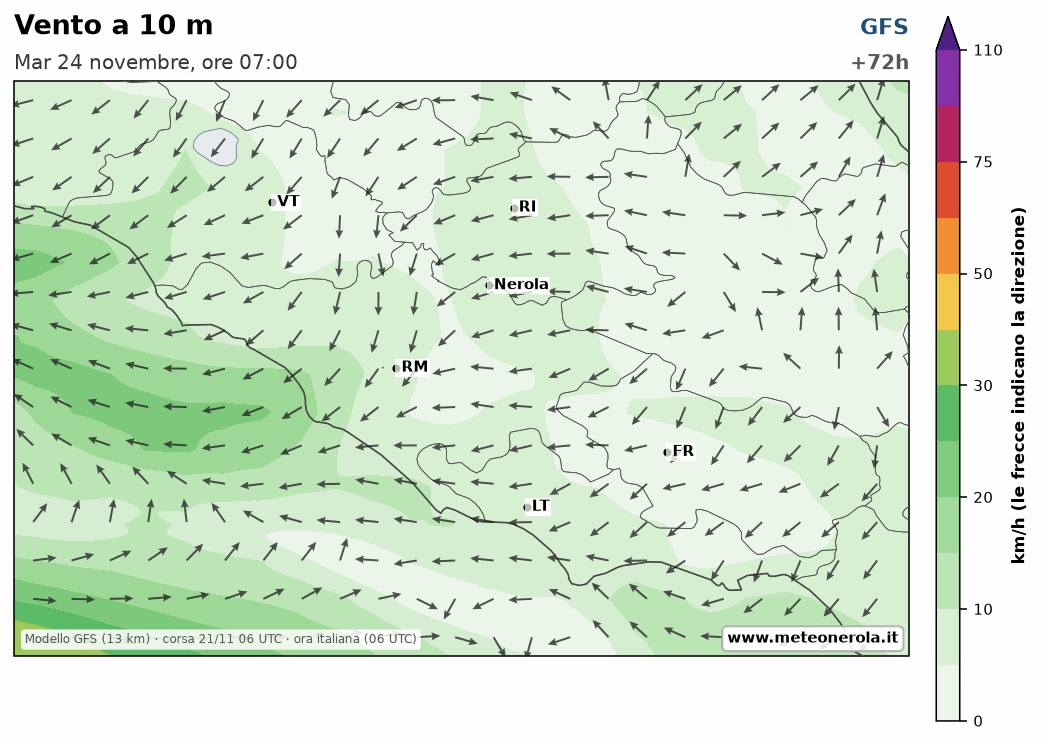 Vento a 10 m
GFS
Mar 24 novembre, ore 07:00
+72h
VT
RI
Nerola
RM
FR
LT
Modello GFS (13 km) · corsa 21/11 06 UTC · ora italiana (06 UTC)
www.meteonerola.it
110
75
50
30
20
10
0
km/h (le frecce indicano la direzione)